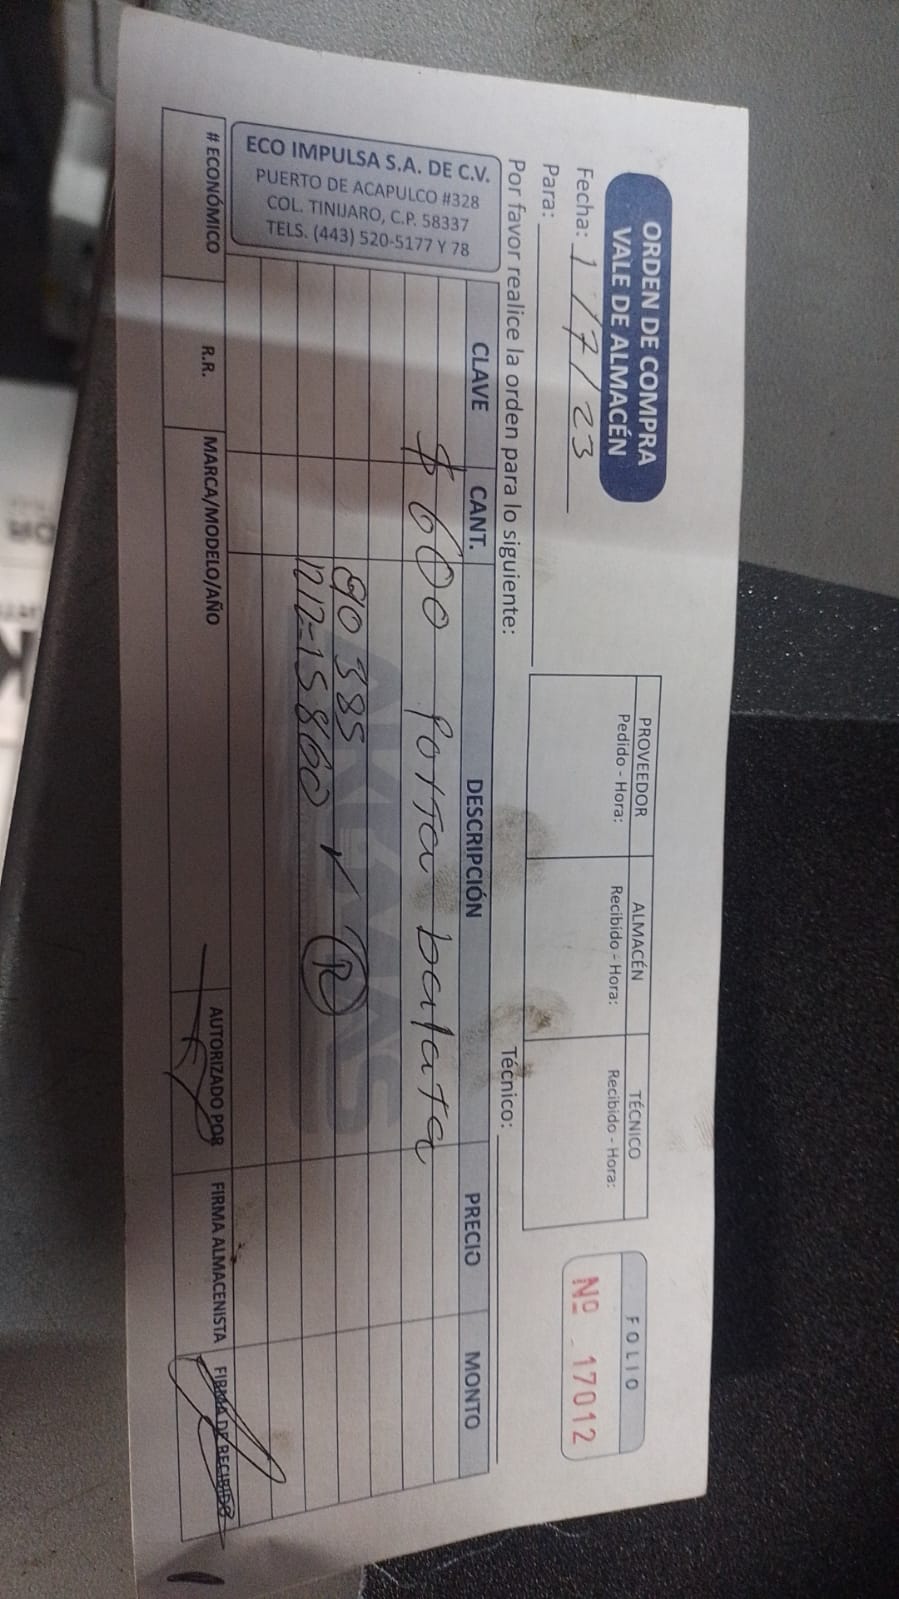 ORDEN DE COMPRA
VALE DE ALMACÉN
Fecha: 1/7/23
Para:
Por favor realice la orden para lo siguiente:
Técnico:
PROVEEDOR
Pedido - Hora:
ALMACÉN
Recibido - Hora:
TÉCNICO
Recibido - Hora:
FOLIO
Nº 17012
CLAVE CANT. DESCRIPCIÓN PRECIO MONTO
$ 600 porta balata
90 385 ✓ R
1212-15860
ECO IMPULSA S.A. DE C.V.
PUERTO DE ACAPULCO #328
COL. TINIJARO, C.P. 58337
TELS. (443) 520-5177 Y 78
# ECONÓMICO R.R. MARCA/MODELO/AÑO AUTORIZADO POR FIRMA ALMACENISTA FIRMA DE RECIBIDO